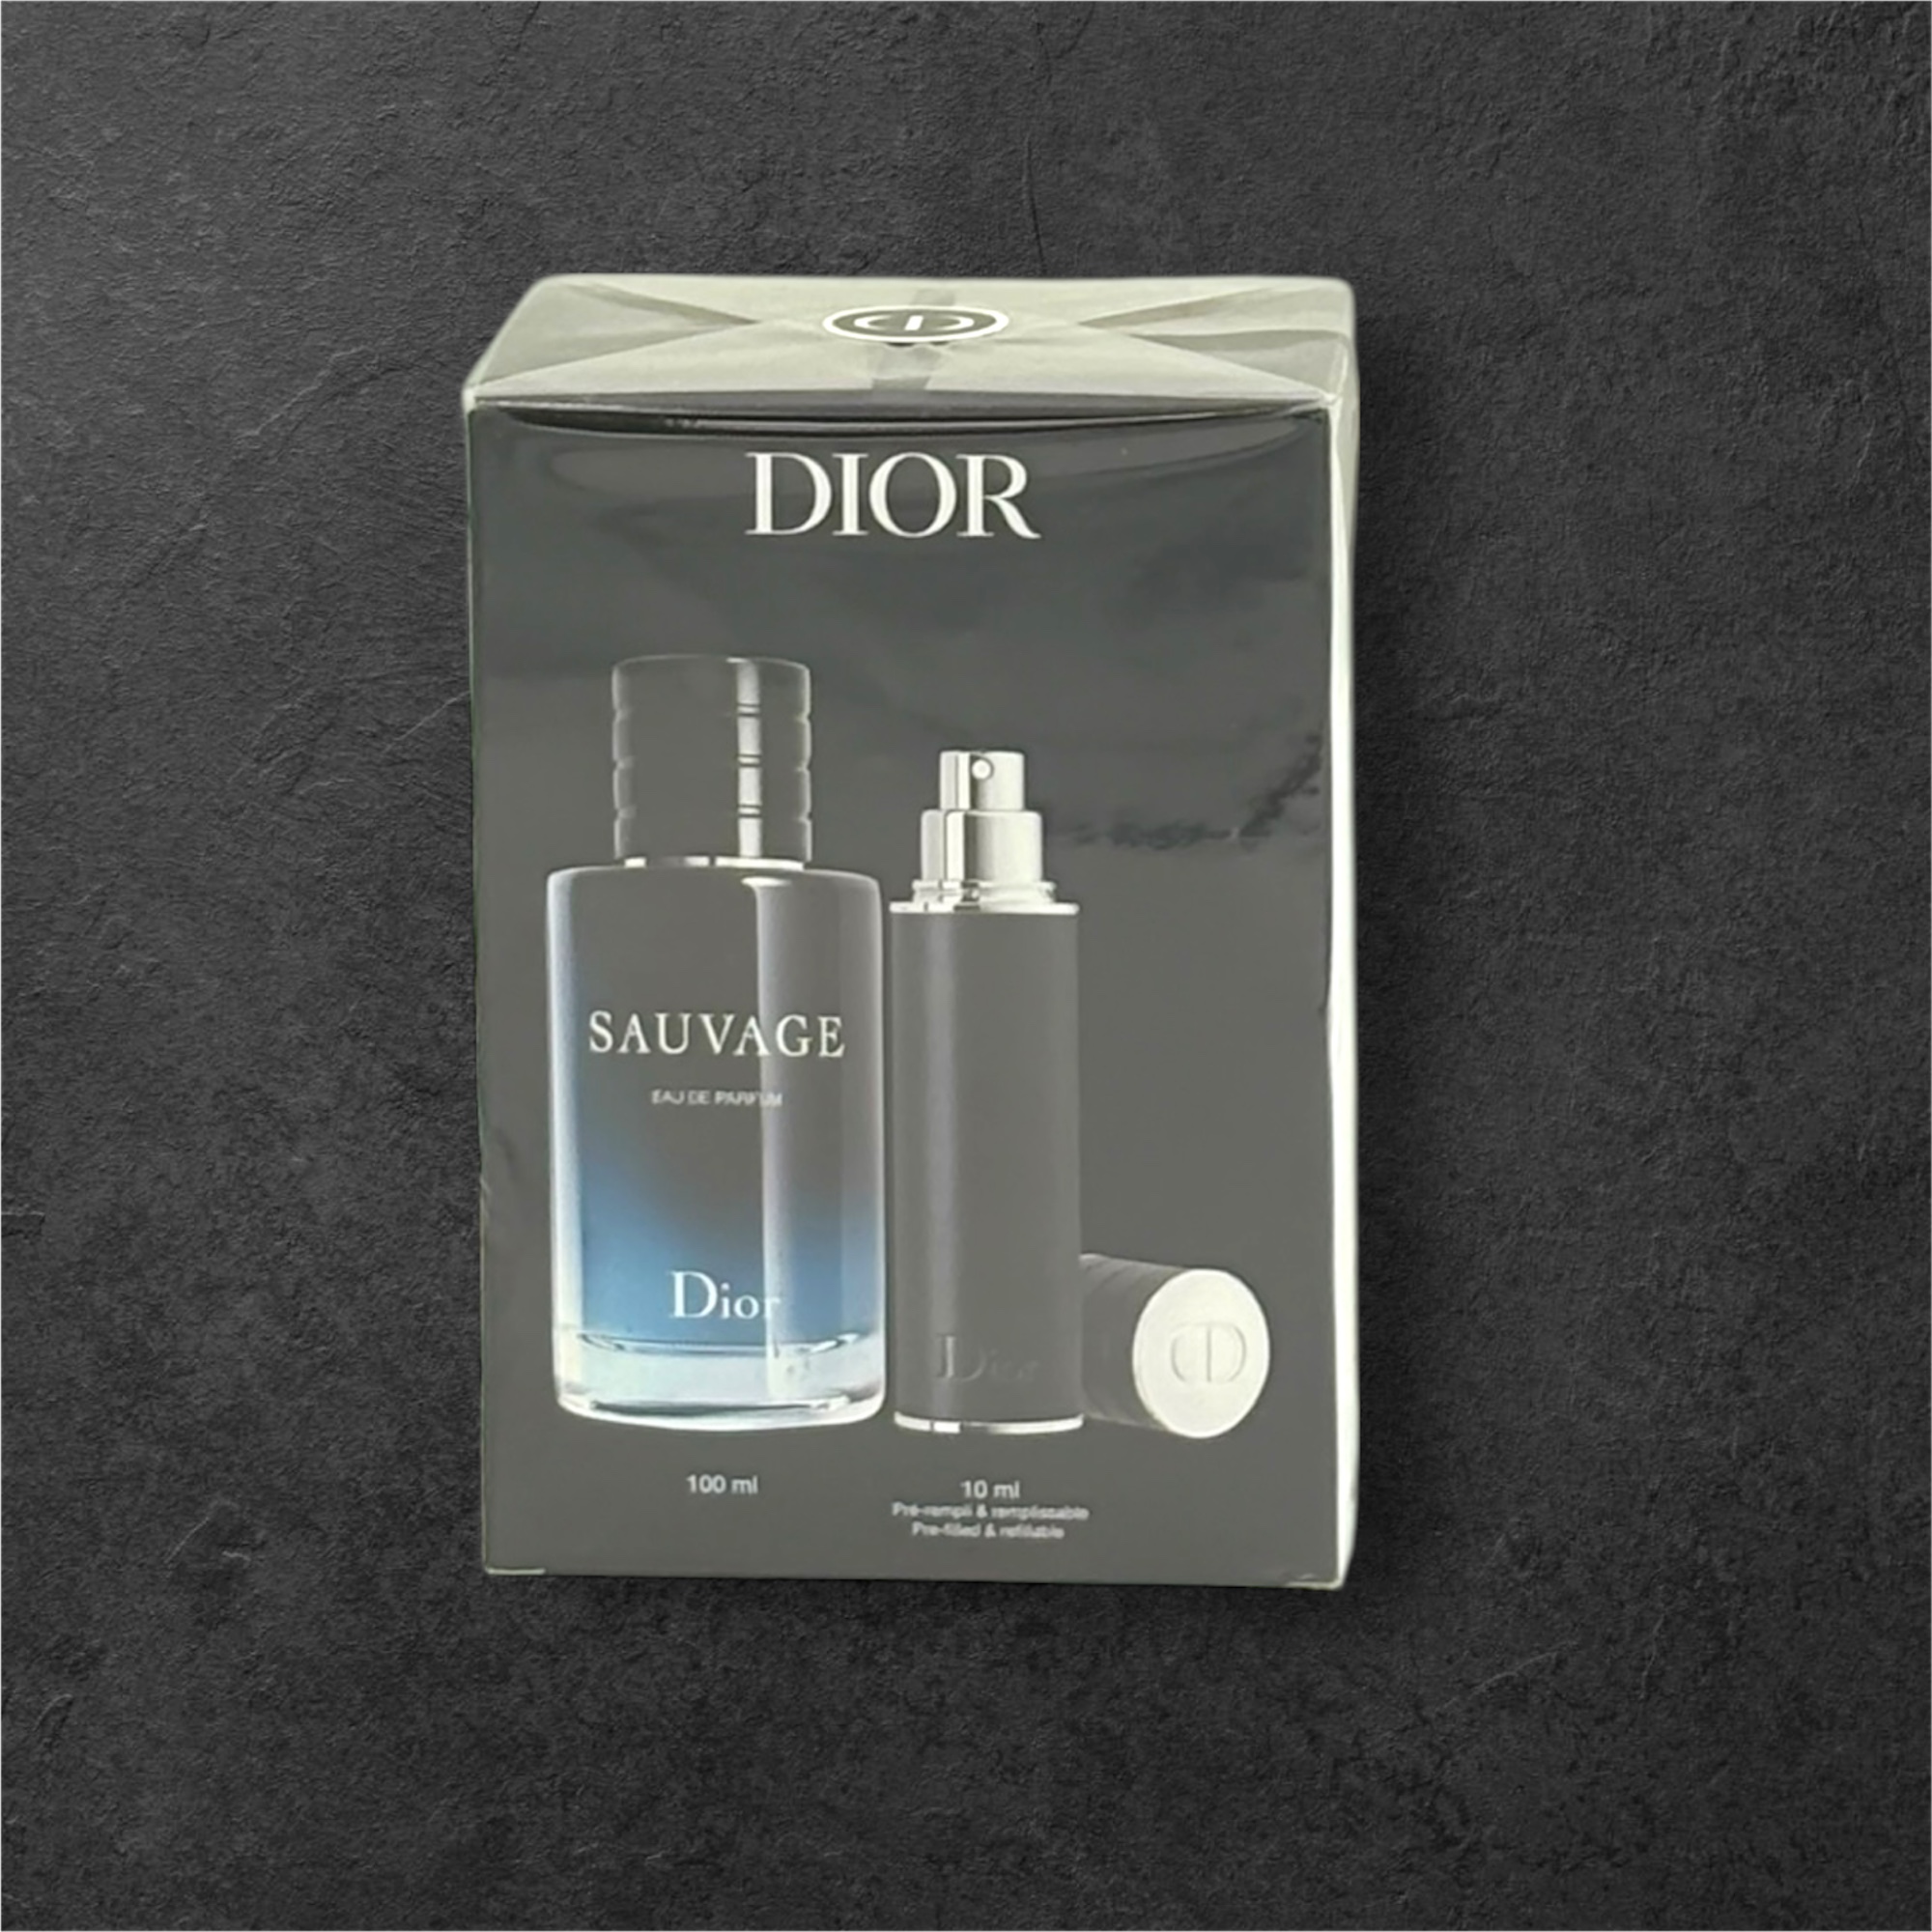 DIOR
SAUVAGE
EAU DE PARFUM
Dior
Dior
100 ml
10 ml
Pré-rempli & remplissable
Pre-filled & refillable